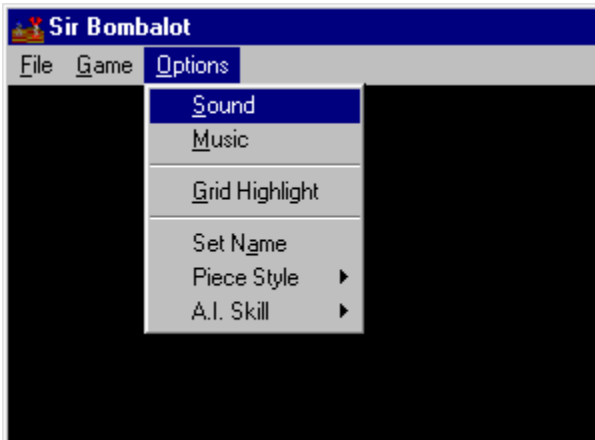 Sir Bombalot
File Game Options
Sound
Music
Grid Highlight
Set Name
Piece Style
A.I. Skill